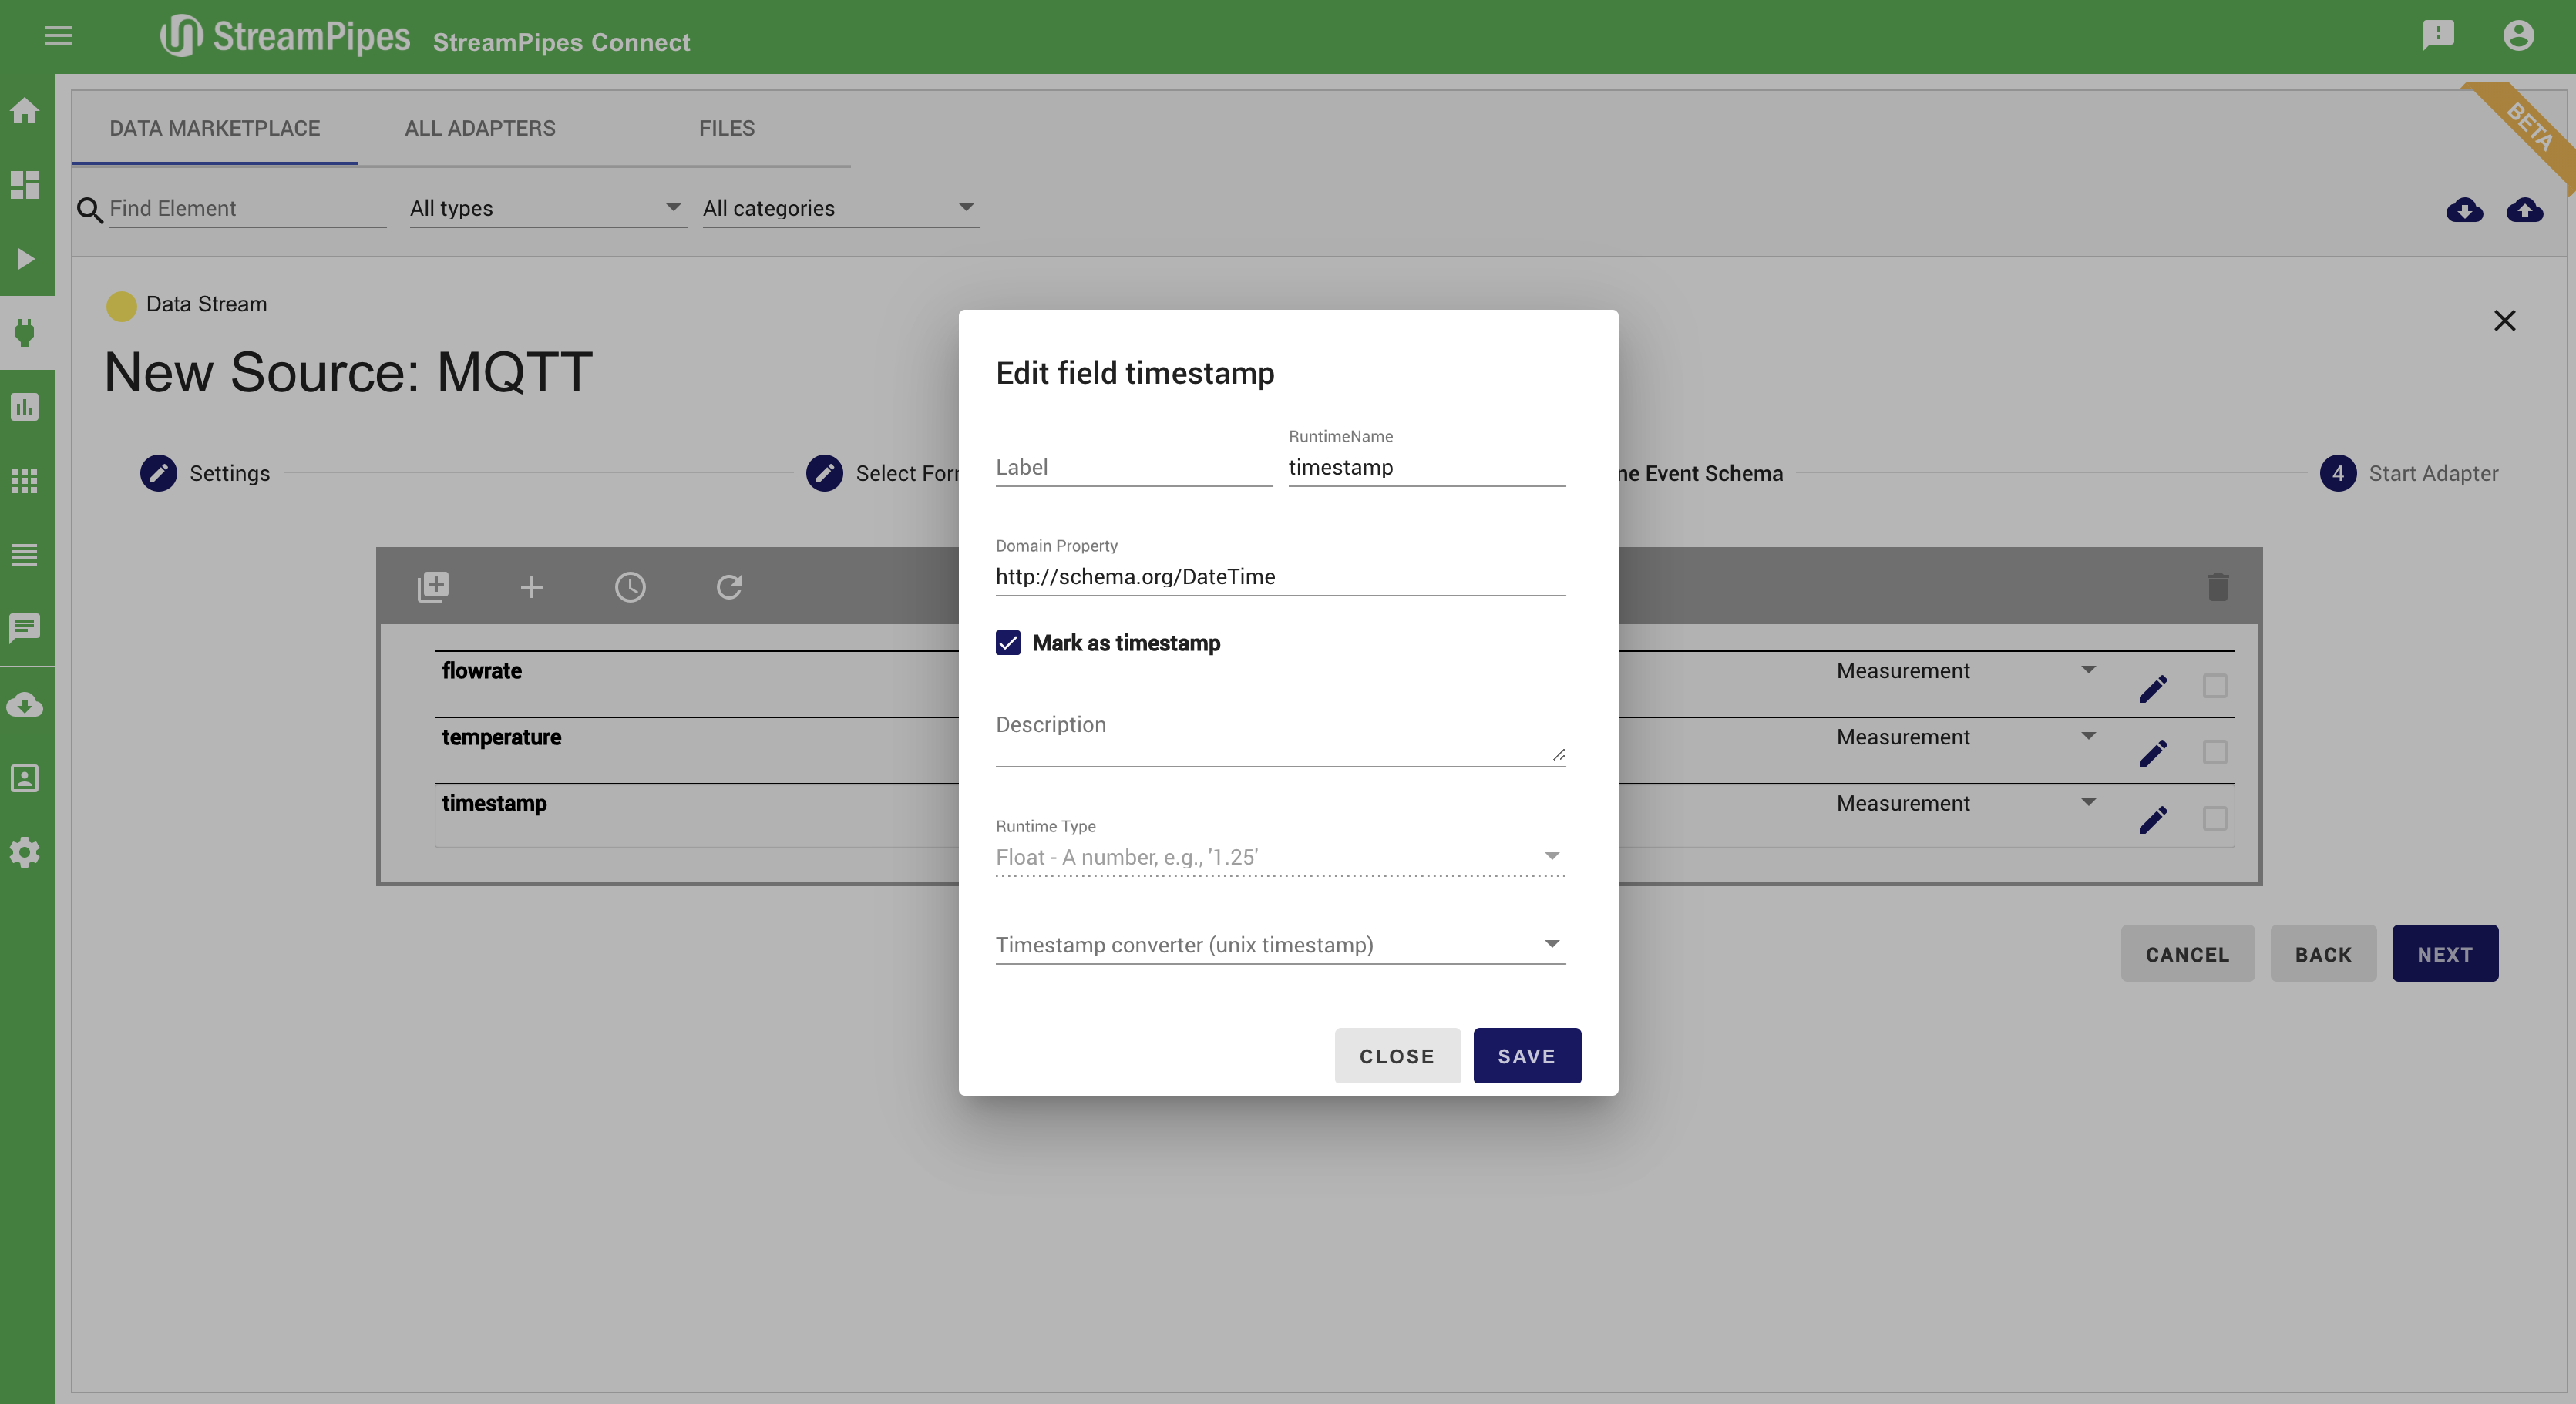 StreamPipes StreamPipes Connect
BETA
DATA MARKETPLACE ALL ADAPTERS FILES
Find Element All types All categories
Data Stream
New Source: MQTT
Settings Select For ne Event Schema 4 Start Adapter
flowrate Measurement
temperature Measurement
timestamp Measurement
CANCEL BACK NEXT
Edit field timestamp
RuntimeName
Label timestamp
Domain Property
http://schema.org/DateTime
Mark as timestamp
Description
Runtime Type
Float - A number, e.g., '1.25'
Timestamp converter (unix timestamp)
CLOSE SAVE